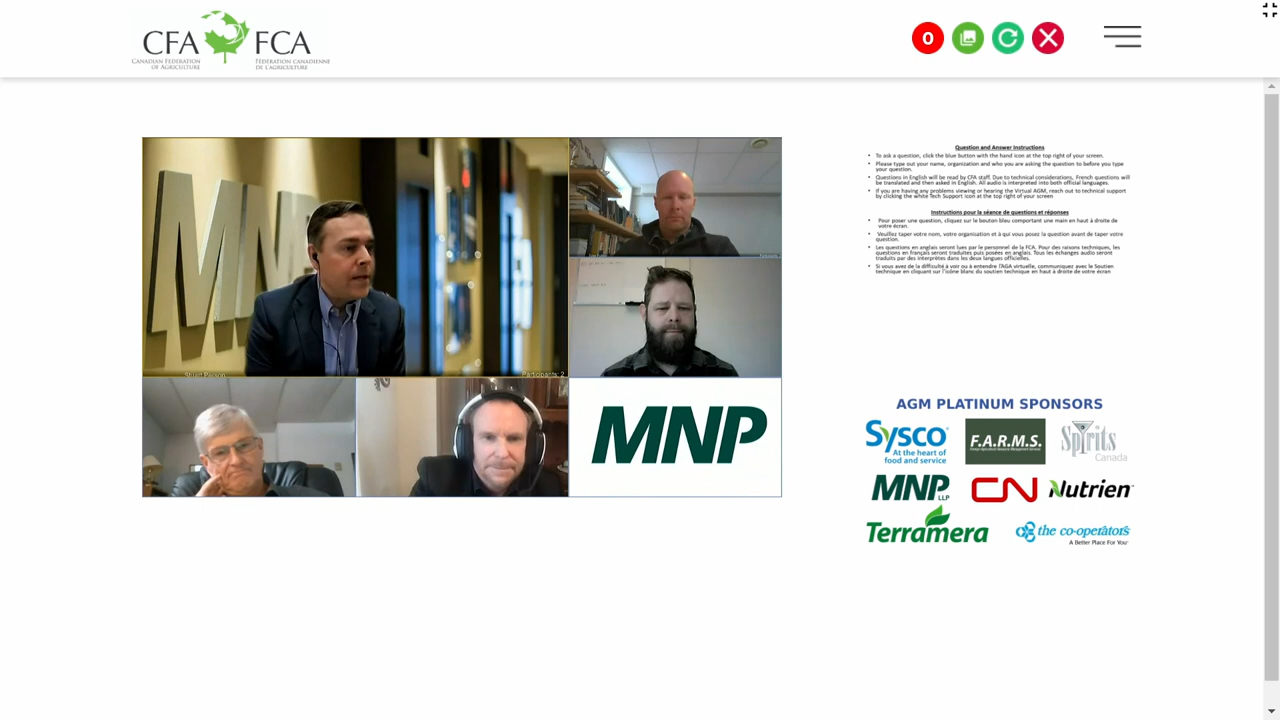 CFA FCA
CANADIAN FEDERATION
OF AGRICULTURE
FÉDÉRATION CANADIENNE
DE L'AGRICULTURE
0
Participants: 2
MNP
Question and Answer Instructions
• To ask a question, click the blue button with the hand icon at the top right of your screen.
• Please type out your name, organization and who you are asking the question to before you type
your question.
• Questions in English will be read by CFA staff. Due to technical considerations, French questions will
be translated and then asked in English. All audio is interpreted into both official languages.
• If you are having any problems viewing or hearing the Virtual AGM, reach out to technical support
by clicking the white Tech Support icon at the top right of your screen
Instructions pour la séance de questions et réponses
• Pour poser une question, cliquez sur le bouton bleu comportant une main en haut à droite de
votre écran.
• Veuillez taper votre nom, votre organisation et à qui vous posez la question avant de taper votre
question.
• Les questions en anglais seront lues par le personnel de la FCA. Pour des raisons techniques, les
questions en français seront traduites puis posées en anglais. Tous les échanges audio seront
traduits par des interprètes dans les deux langues officielles.
• Si vous avez de la difficulté à voir ou à entendre l'AGA virtuelle, communiquez avec le Soutien
technique en cliquant sur l'icône blanc du soutien technique en haut à droite de votre écran
AGM PLATINUM SPONSORS
Sysco
At the heart of
food and service
F.A.R.M.S.
Spirits
Canada
MNP
LLP
CN
Nutrien
Terramera
the co-operators
A Better Place For You